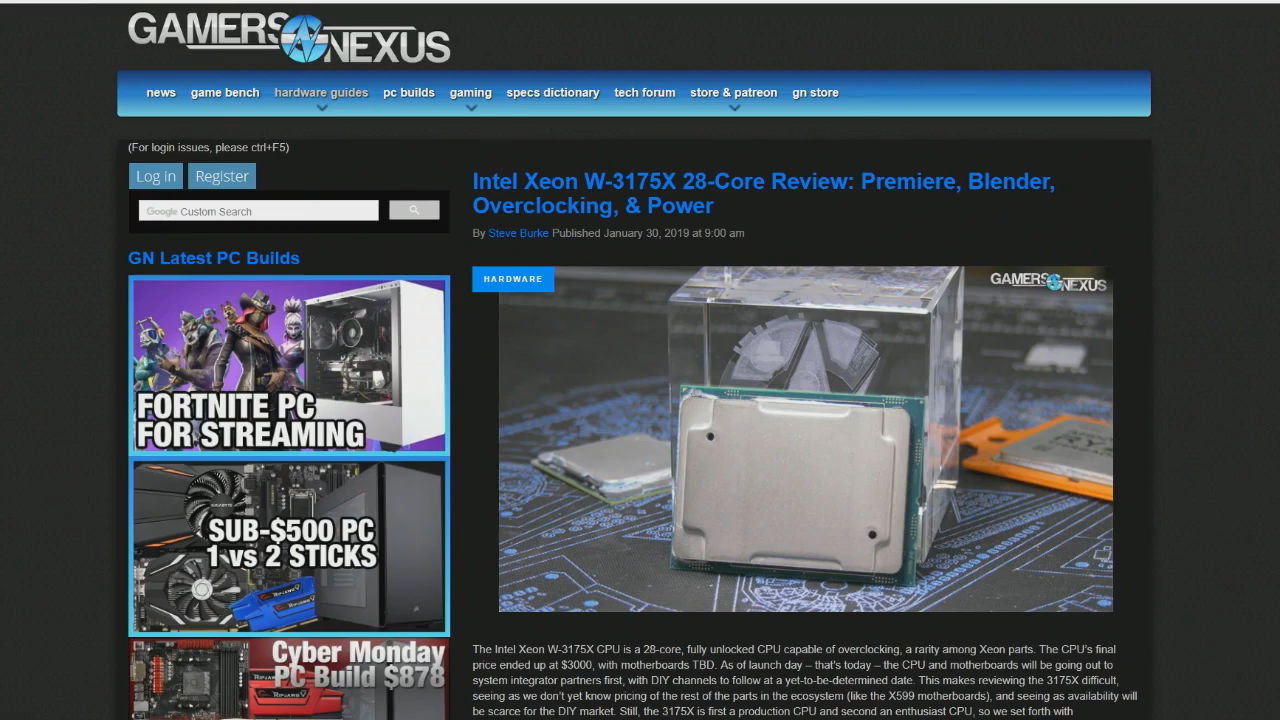 GAMERS NEXUS
news game bench hardware guides pc builds gaming specs dictionary tech forum store & patreon gn store
(For login issues, please ctrl+F5)
Log In Register
Google Custom Search
GN Latest PC Builds
FORTNITE PC
FOR STREAMING
SUB-$500 PC
1 vs 2 STICKS
RIPJAWS
RIPJAWS
Cyber Monday
PC Build $878
RIPJAWS
Intel Xeon W-3175X 28-Core Review: Premiere, Blender,
Overclocking, & Power
By Steve Burke Published January 30, 2019 at 9:00 am
HARDWARE
GAMERS NEXUS
RYZEN
The Intel Xeon W-3175X CPU is a 28-core, fully unlocked CPU capable of overclocking, a rarity among Xeon parts. The CPU's final
price ended up at $3000, with motherboards TBD. As of launch day – that's today – the CPU and motherboards will be going out to
system integrator partners first, with DIY channels to follow at a yet-to-be-determined date. This makes reviewing the 3175X difficult,
seeing as we don't yet know pricing of the rest of the parts in the ecosystem (like the X599 motherboards), and seeing as availability will
be scarce for the DIY market. Still, the 3175X is first a production CPU and second an enthusiast CPU, so we set forth with